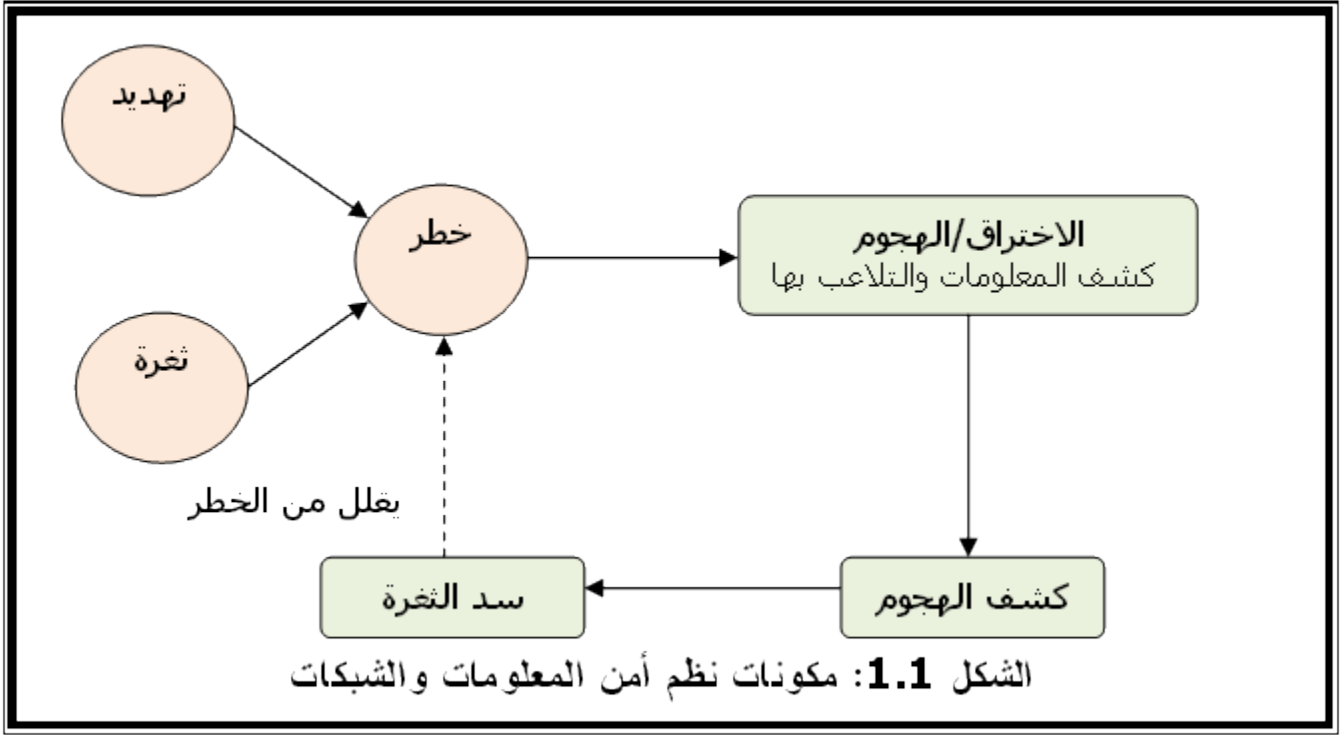 تهديد
خطر
الاختراق/الهجوم
كشف المعلومات والتلاعب بها
ثغرة
يقلل من الخطر
سد الثغرة
كشف الهجوم
الشكل 1.1: مكونات نظم أمن المعلومات والشبكات